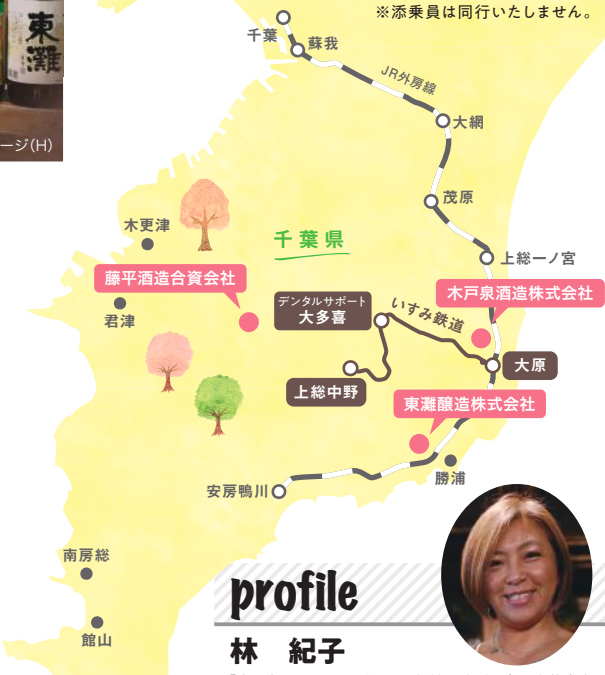 ※添乗員は同行いたしません。
東灘
ージ(H)
千葉
蘇我
JR外房線
大網
茂原
木更津
千葉県
上総一ノ宮
藤平酒造合資会社
木戸泉酒造株式会社
君津
デンタルサポート
大多喜
いすみ鉄道
大原
上総中野
東灘醸造株式会社
勝浦
安房鴨川
南房総
館山
profile
林 紀子